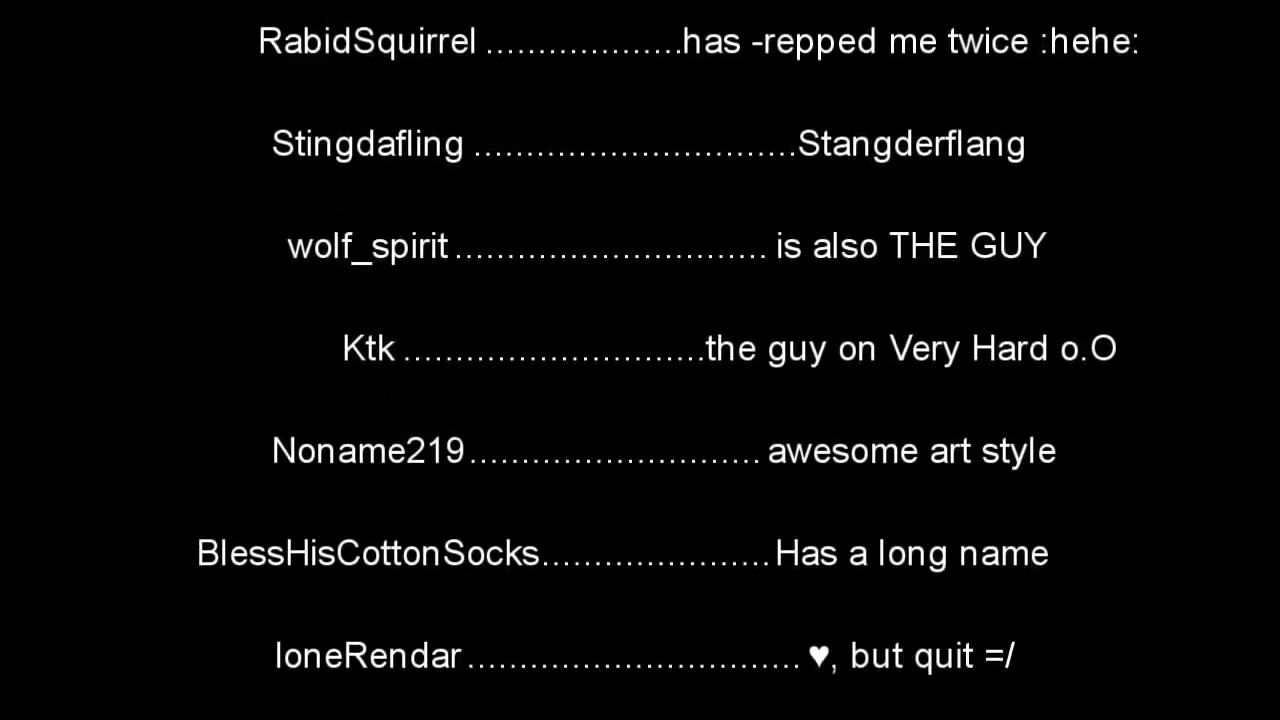 RabidSquirrel ...................has -repped me twice :hehe:
Stingdafling ...............................Stangderflang
wolf_spirit.............................. is also THE GUY
Ktk .............................the guy on Very Hard o.O
Noname219............................ awesome art style
BlessHisCottonSocks......................Has a long name
loneRendar................................ ♥, but quit =/